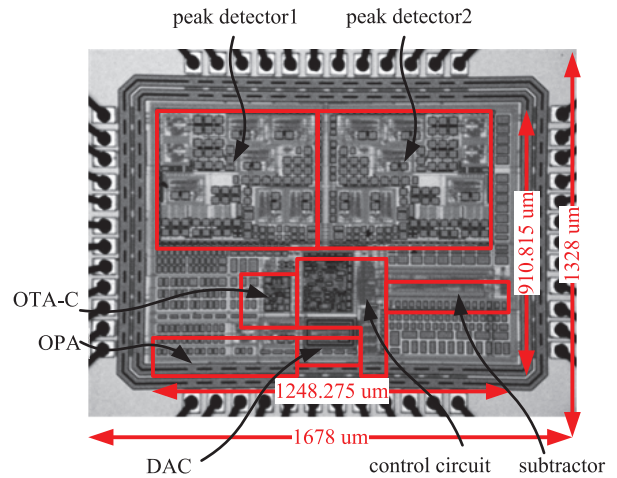 peak detector1
peak detector2
910.815 um
1328 um
OTA-C
OPA
1248.275 um
1678 um
DAC
control circuit
subtractor